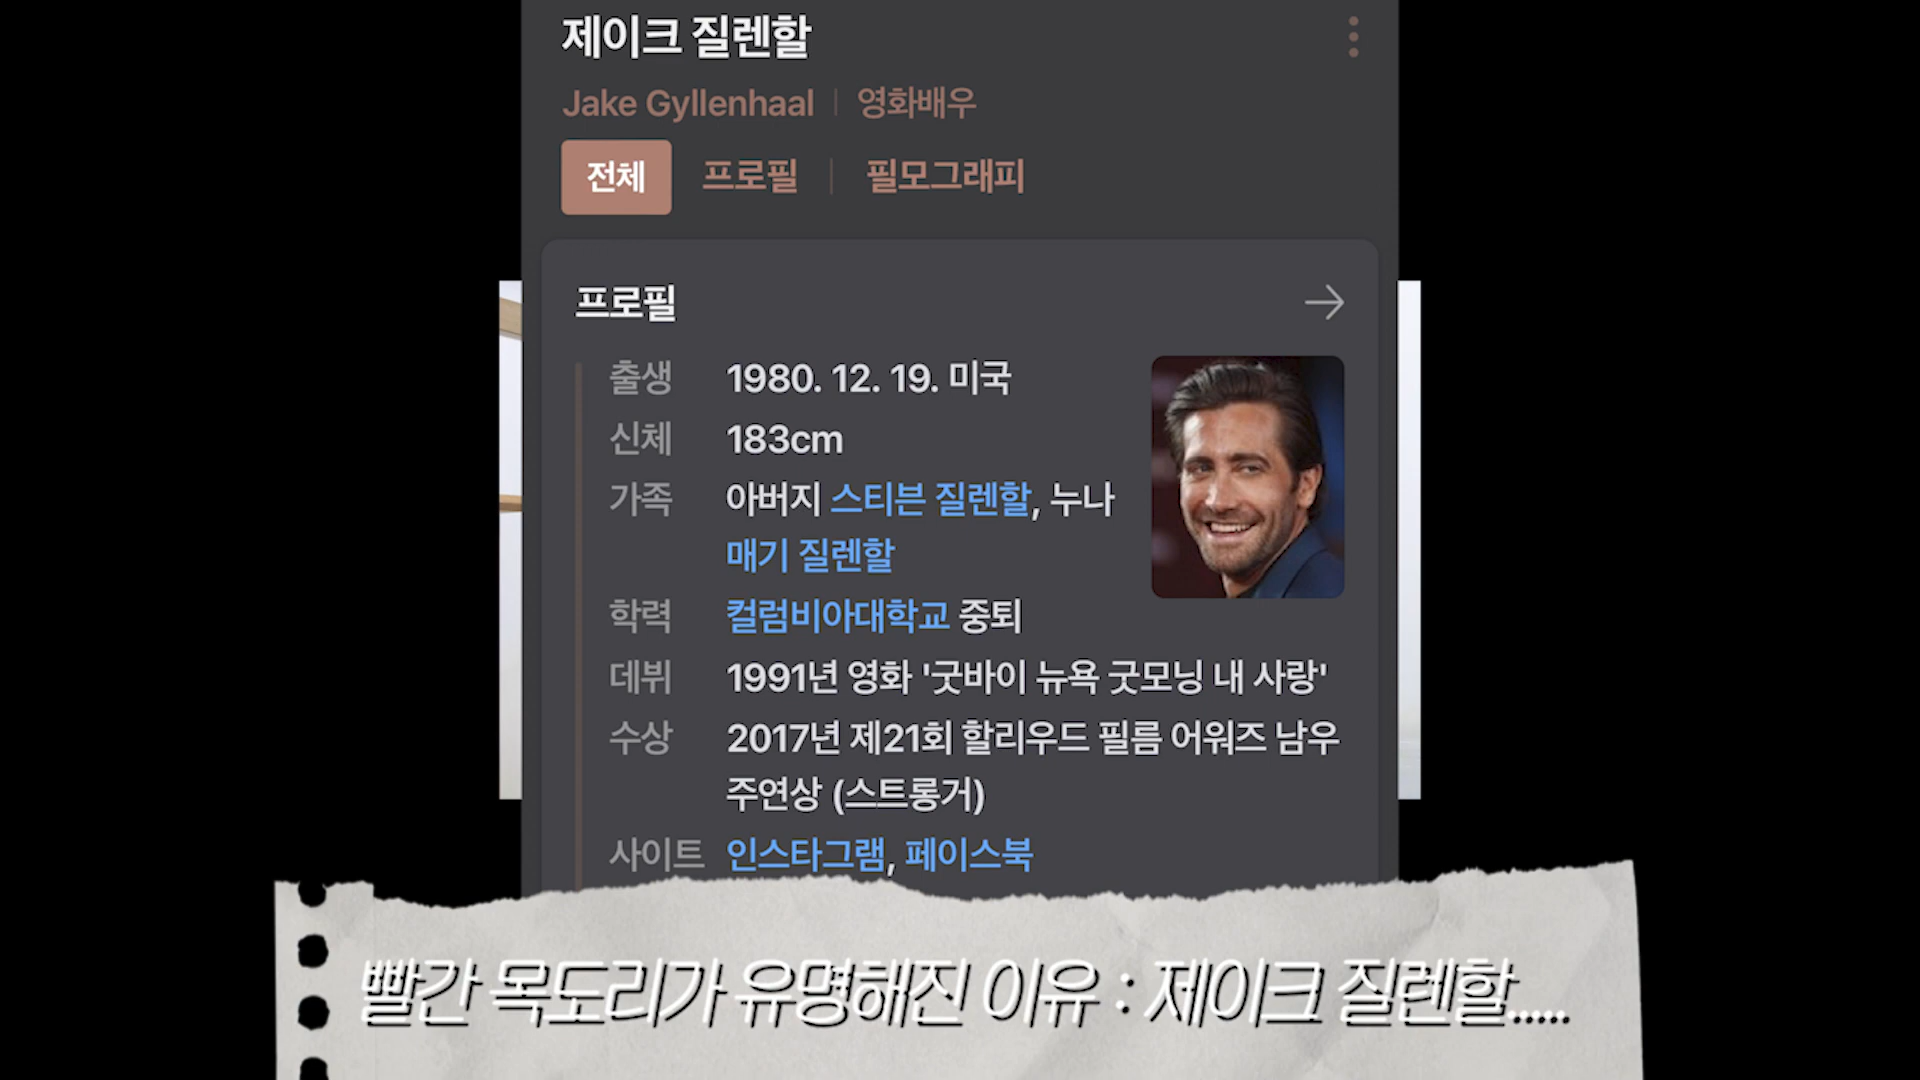 제이크 질렌할
Jake Gyllenhaal | 영화배우
전체 프로필 | 필모그래피
프로필
출생 1980. 12. 19. 미국
신체 183cm
가족 아버지 스티븐 질렌할, 누나
매기 질렌할
학력 컬럼비아대학교 중퇴
데뷔 1991년 영화 '굿바이 뉴욕 굿모닝 내 사랑'
수상 2017년 제21회 할리우드 필름 어워즈 남우
주연상 (스트롱거)
사이트 인스타그램, 페이스북
빨간 목도리가 유명해진 이유 : 제이크 질렌할.....